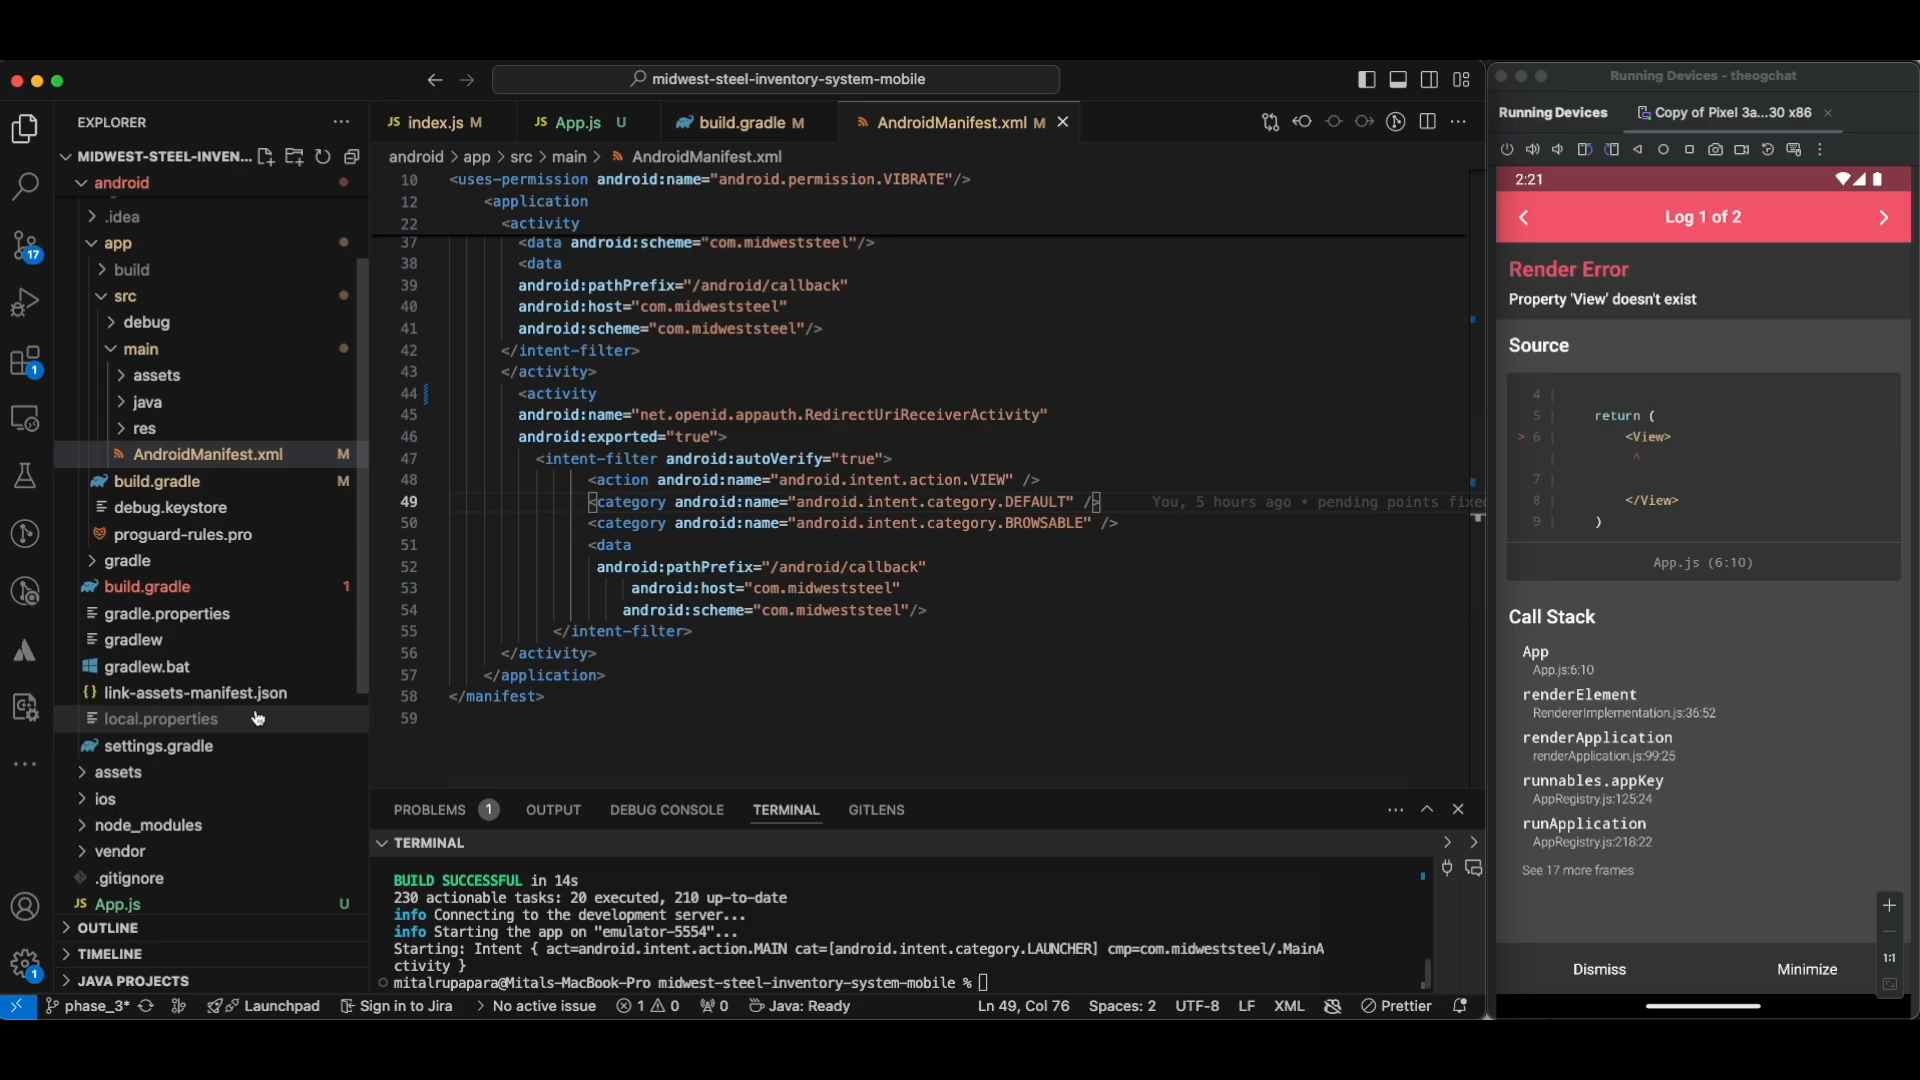 midwest-steel-inventory-system-mobile
EXPLORER
MIDWEST-STEEL-INVEN...
android
.idea
app
build
src
debug
main
assets
java
res
AndroidManifest.xml M
build.gradle M
debug.keystore
proguard-rules.pro
gradle
build.gradle 1
gradle.properties
gradlew
gradlew.bat
link-assets-manifest.json
local.properties
settings.gradle
assets
ios
node_modules
vendor
.gitignore
App.js U
OUTLINE
TIMELINE
JAVA PROJECTS
17
1
1
index.js M
App.js U
build.gradle M
AndroidManifest.xml M
android > app > src > main > AndroidManifest.xml
10 <uses-permission android:name="android.permission.VIBRATE"/>
12 <application
22 <activity
37 <data android:scheme="com.midweststeel"/>
38 <data
39 android:pathPrefix="/android/callback"
40 android:host="com.midweststeel"
41 android:scheme="com.midweststeel"/>
42 </intent-filter>
43 </activity>
44 <activity
45 android:name="net.openid.appauth.RedirectUriReceiverActivity"
46 android:exported="true">
47 <intent-filter android:autoVerify="true">
48 <action android:name="android.intent.action.VIEW" />
49 <category android:name="android.intent.category.DEFAULT" /> You, 5 hours ago • pending points fixe
50 <category android:name="android.intent.category.BROWSABLE" />
51 <data
52 android:pathPrefix="/android/callback"
53 android:host="com.midweststeel"
54 android:scheme="com.midweststeel"/>
55 </intent-filter>
56 </activity>
57 </application>
58 </manifest>
59
PROBLEMS 1 OUTPUT DEBUG CONSOLE TERMINAL GITLENS
TERMINAL
BUILD SUCCESSFUL in 14s
230 actionable tasks: 20 executed, 210 up-to-date
info Connecting to the development server...
info Starting the app on "emulator-5554"...
Starting: Intent { act=android.intent.action.MAIN cat=[android.intent.category.LAUNCHER] cmp=com.midweststeel/.MainA
ctivity }
mitalrupapara@Mitals-MacBook-Pro midwest-steel-inventory-system-mobile %
phase_3* Launchpad Sign in to Jira No active issue 1 0 0 Java: Ready Ln 49, Col 76 Spaces: 2 UTF-8 LF XML Prettier
Running Devices - theogchat
Running Devices Copy of Pixel 3a...30 x86
2:21
Log 1 of 2
Render Error
Property 'View' doesn't exist
Source
4 |
5 | return (
> 6 | <View>
| ^
7 |
8 | </View>
9 | )
App.js (6:10)
Call Stack
App
App.js:6:10
renderElement
RendererImplementation.js:36:52
renderApplication
renderApplication.js:99:25
runnables.appKey
AppRegistry.js:125:24
runApplication
AppRegistry.js:218:22
See 17 more frames
Dismiss Minimize
1:1